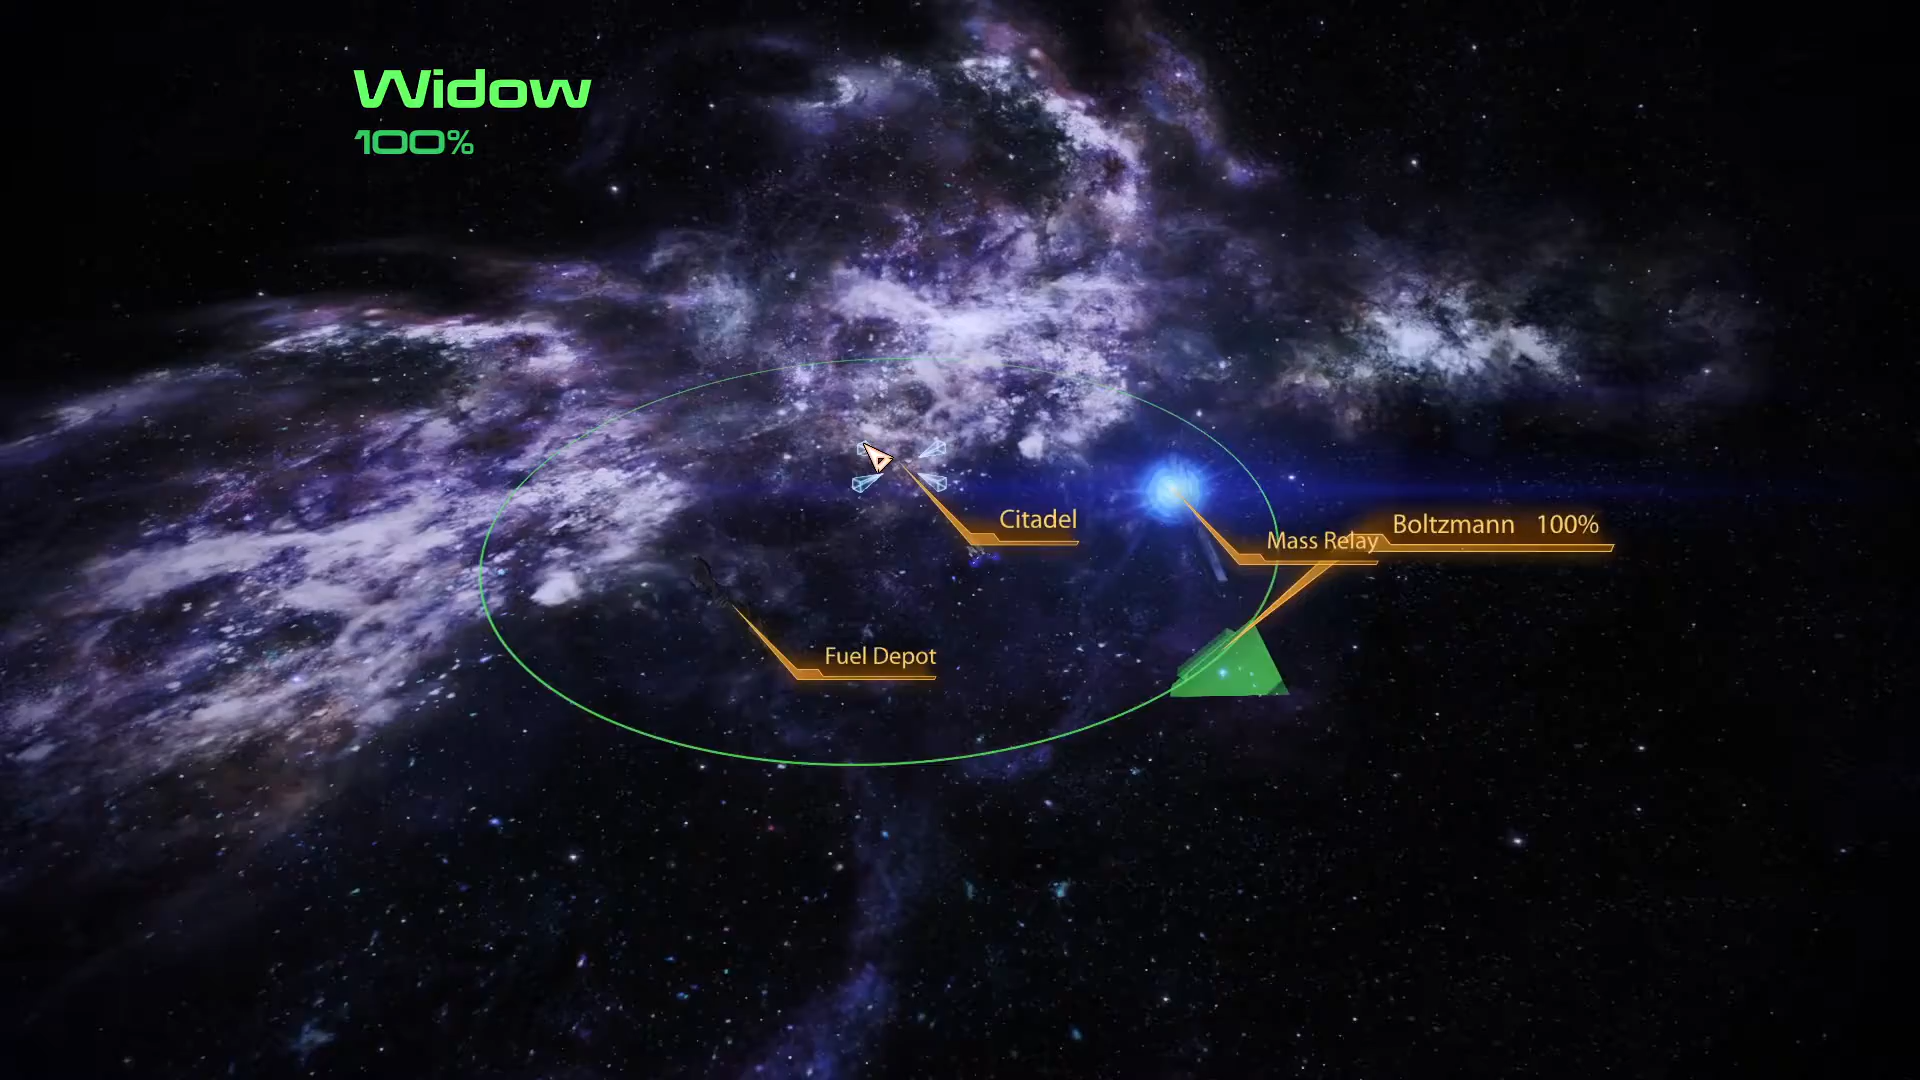 Widow
100%
Citadel
Mass Relay
Boltzmann 100%
Fuel Depot